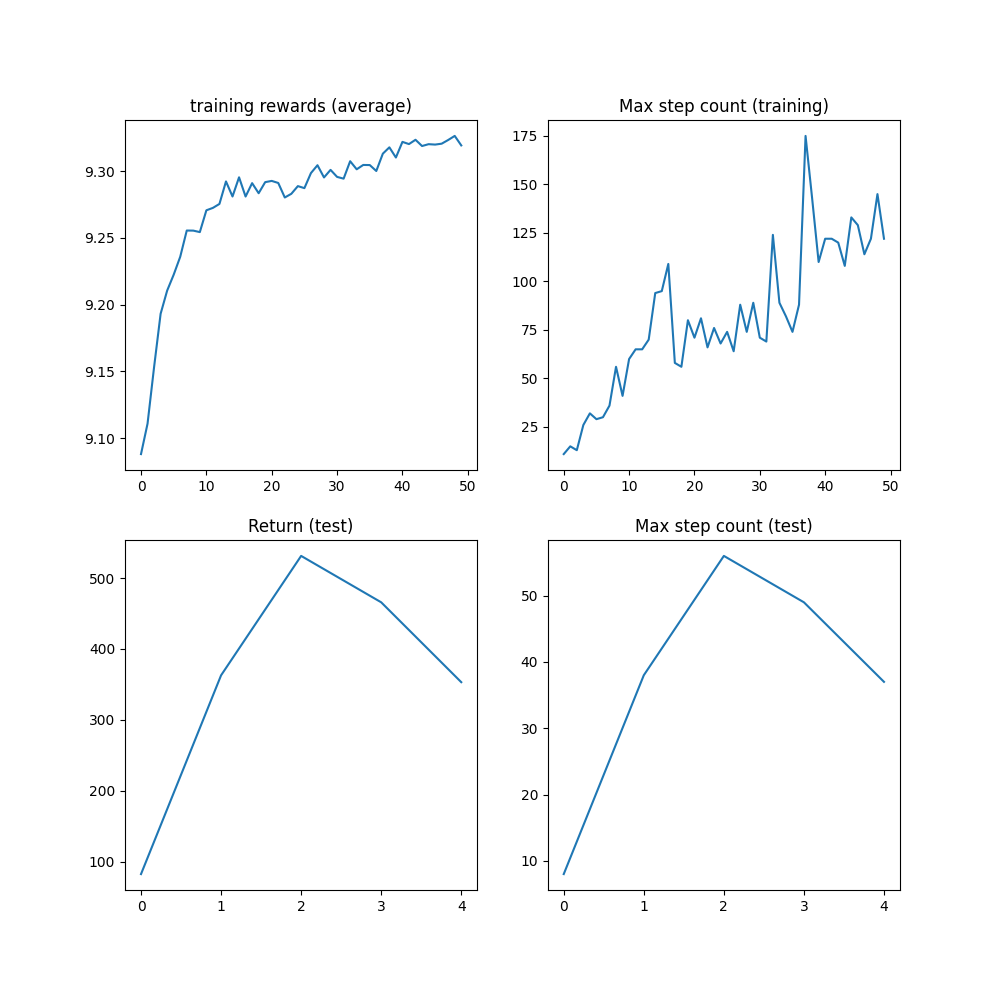 training rewards (average)
9.30
9.25
9.20
9.15
9.10
0 10 20 30 40 50
Max step count (training)
175
150
125
100
75
50
25
0 10 20 30 40 50
Return (test)
500
400
300
200
100
0 1 2 3 4
Max step count (test)
50
40
30
20
10
0 1 2 3 4